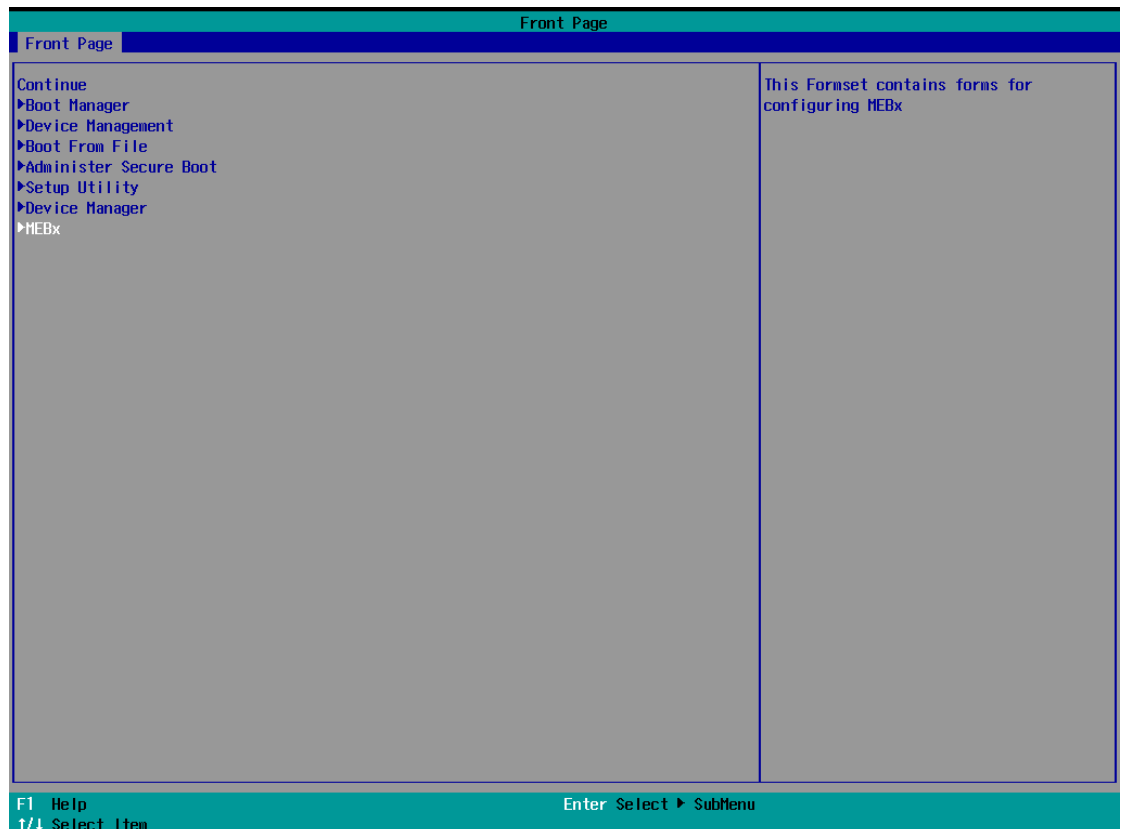 Front Page
Front Page
Continue
▶Boot Manager
▶Device Management
▶Boot From File
▶Administer Secure Boot
▶Setup Utility
▶Device Manager
▶MEBx
This Formset contains forms for
configuring MEBx
F1 Help
Enter Select ▶ SubMenu
↑/↓ Select Item